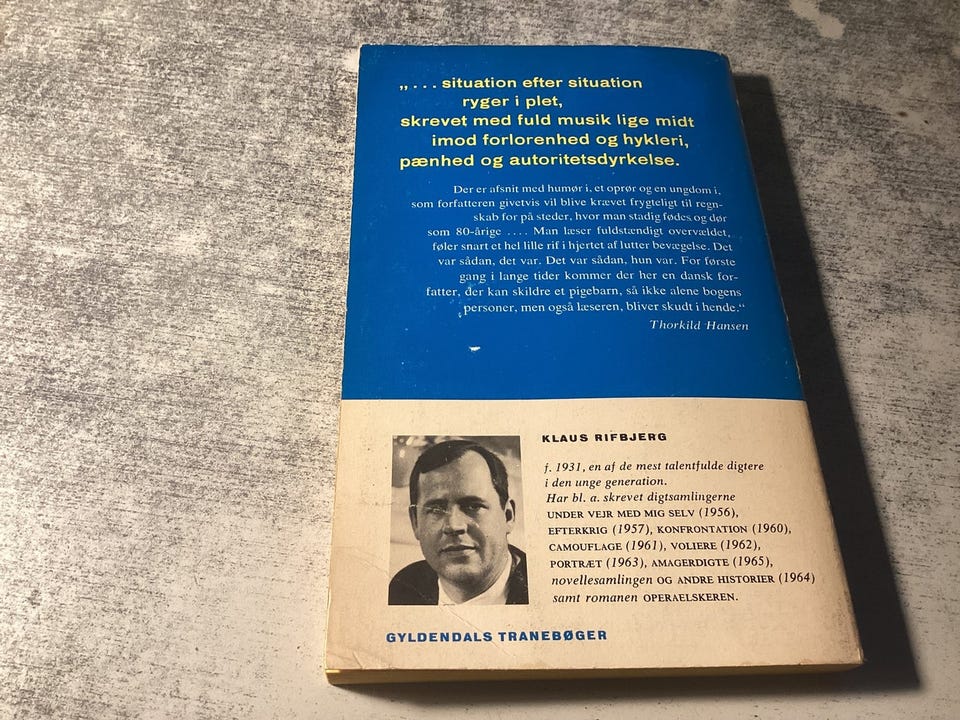 „... situation efter situation
ryger i plet,
skrevet med fuld musik lige midt
imod forlorenhed og hykleri,
pænhed og autoritetsdyrkelse.
Der er afsnit med humør i, et oprør og en ungdom i,
som forfatteren givetvis vil blive krævet frygteligt til regn-
skab for på steder, hvor man stadig fødes og dør
som 80-årige .... Man læser fuldstændigt overvældet,
føler snart et hel lille rif i hjertet af lutter bevægelse. Det
var sådan, det var. Det var sådan, hun var. For første
gang i lange tider kommer der her en dansk for-
fatter, der kan skildre et pigebarn, så ikke alene bogens
personer, men også læseren, bliver skudt i hende.“
Thorkild Hansen
KLAUS RIFBJERG
f. 1931, en af de mest talentfulde digtere
i den unge generation.
Har bl. a. skrevet digtsamlingerne
UNDER VEJR MED MIG SELV (1956),
EFTERKRIG (1957), KONFRONTATION (1960),
CAMOUFLAGE (1961), VOLIERE (1962),
PORTRÆT (1963), AMAGERDIGTE (1965),
novellesamlingen OG ANDRE HISTORIER (1964)
samt romanen OPERAELSKEREN.
GYLDENDALS TRANEBØGER